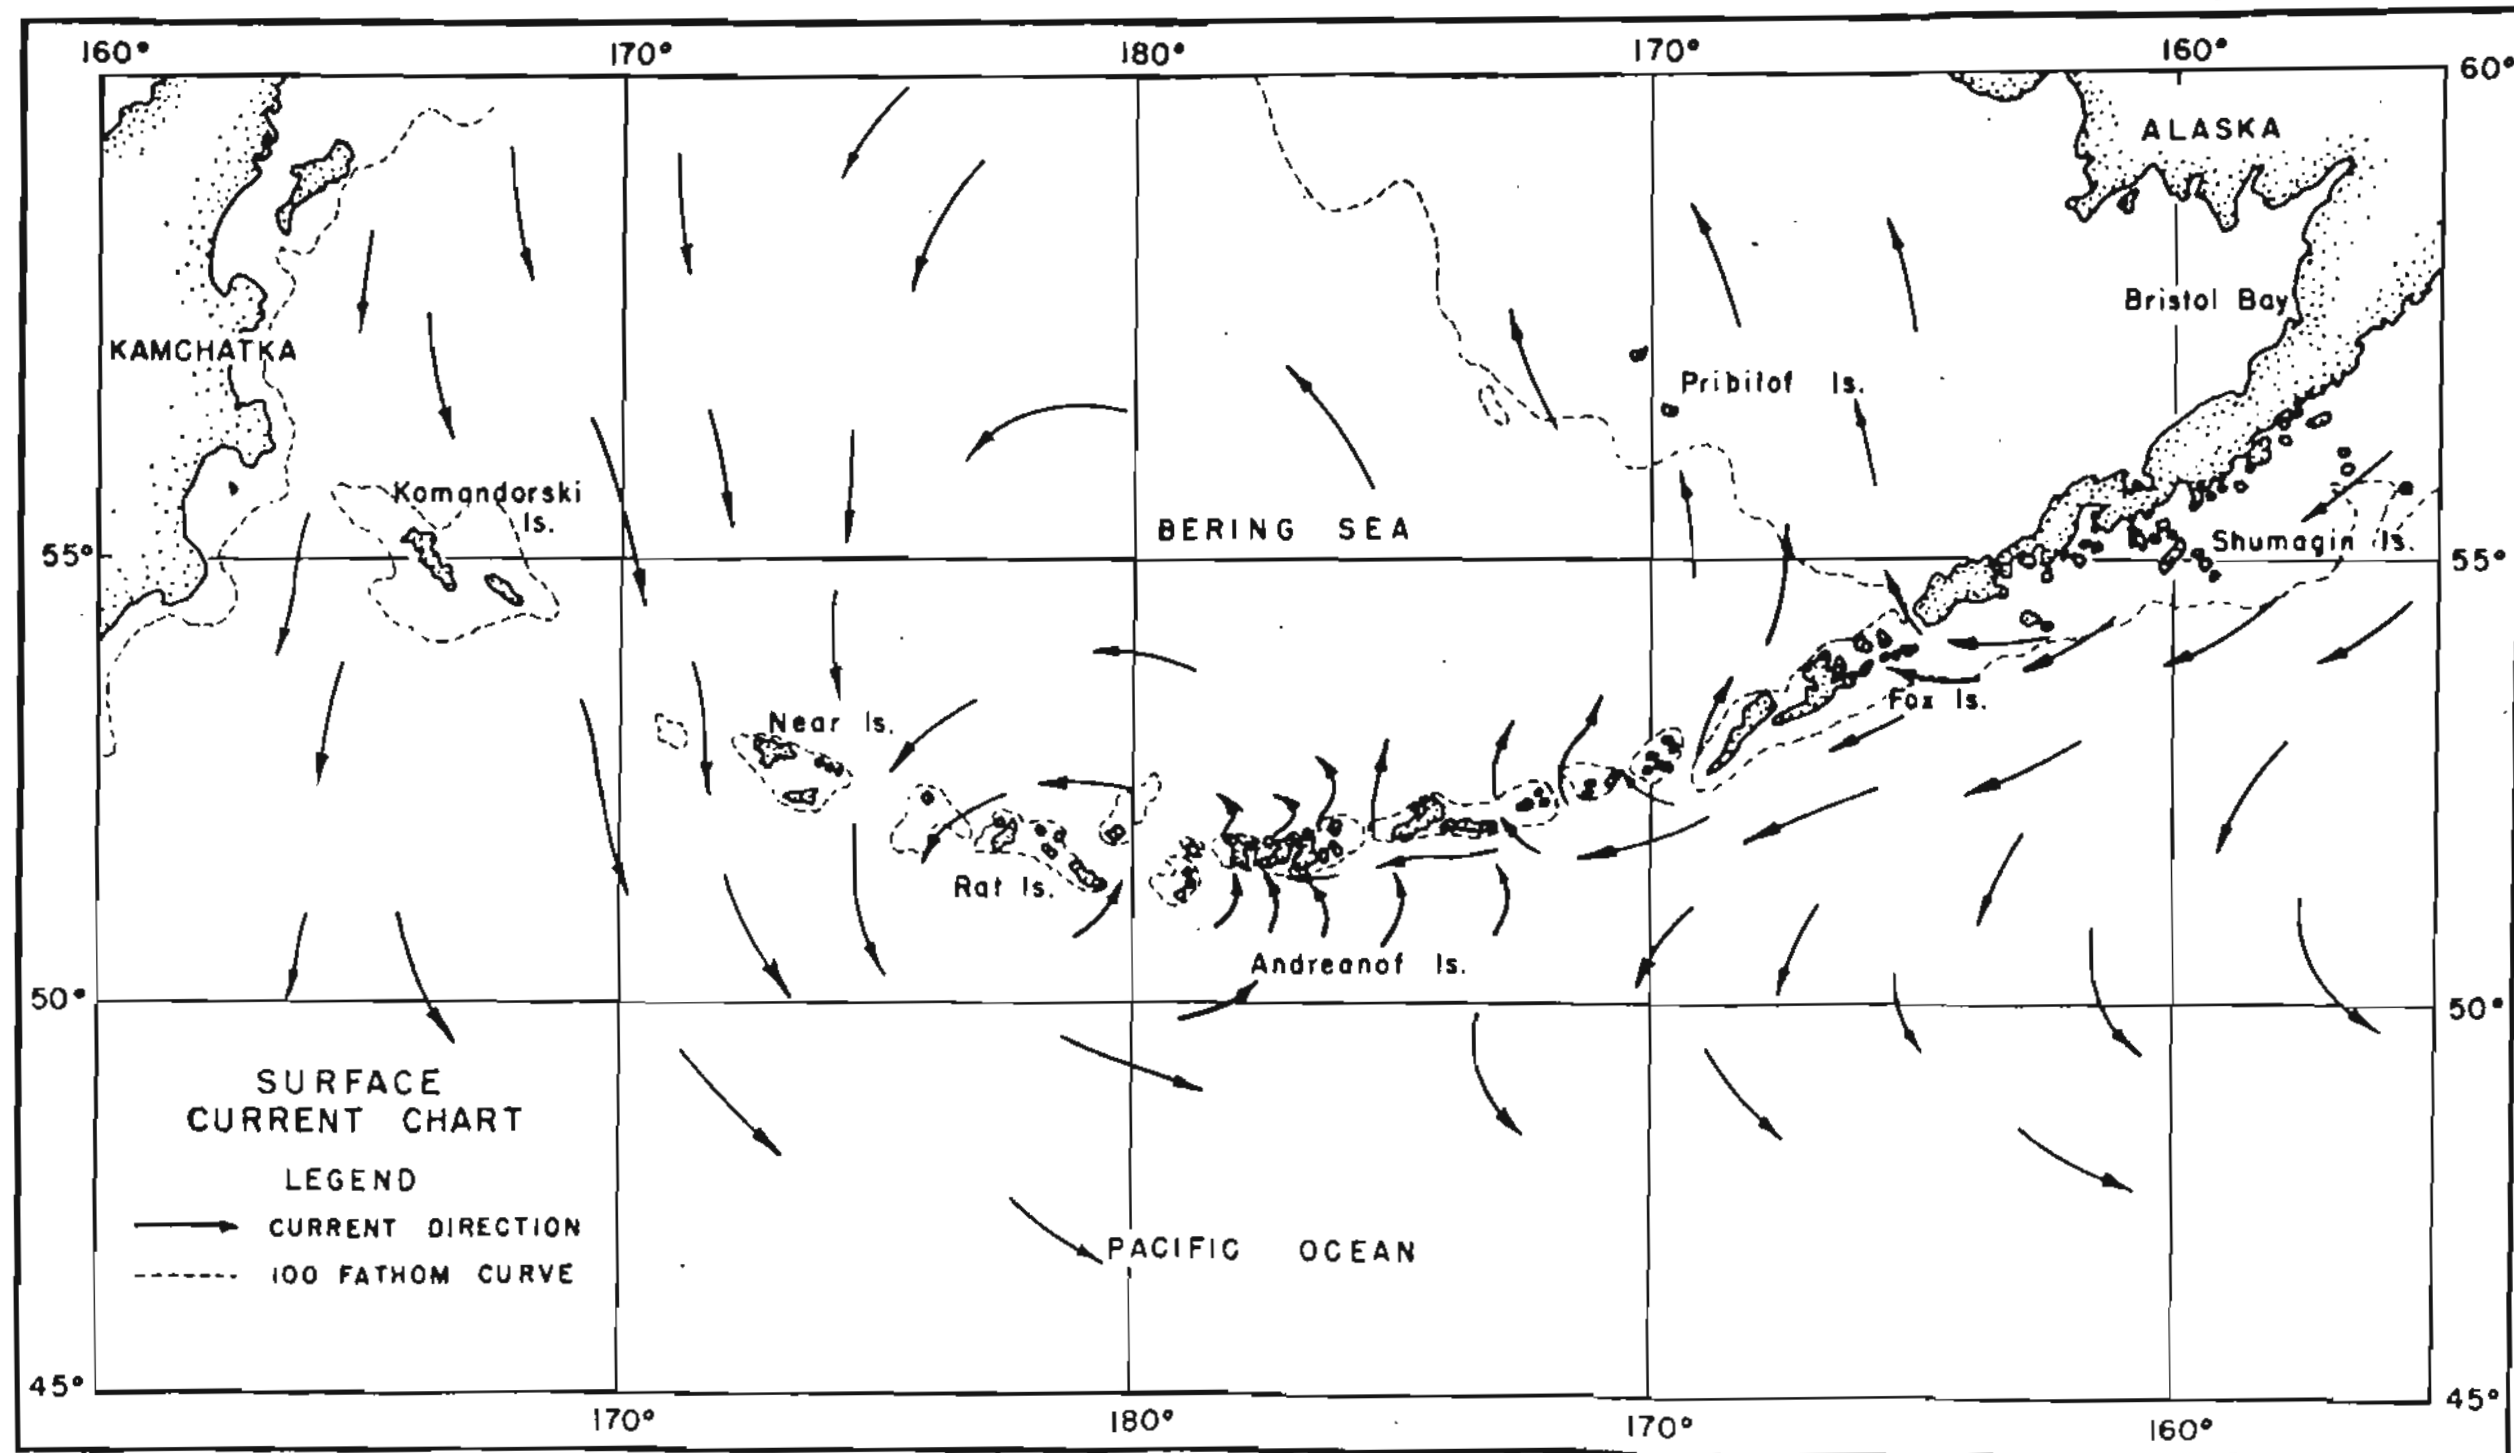 160° 170° 180° 170° 160°
60°
ALASKA
Bristol Bay
KAMCHATKA
Pribilof Is.
Komandorski
Is.
BERING SEA
Shumagin Is.
55° 55°
Near Is.
Fox Is.
Rat Is.
Andreanof Is.
50° 50°
SURFACE
CURRENT CHART
LEGEND
CURRENT DIRECTION
100 FATHOM CURVE
PACIFIC OCEAN
45° 45°
170° 180° 170° 160°